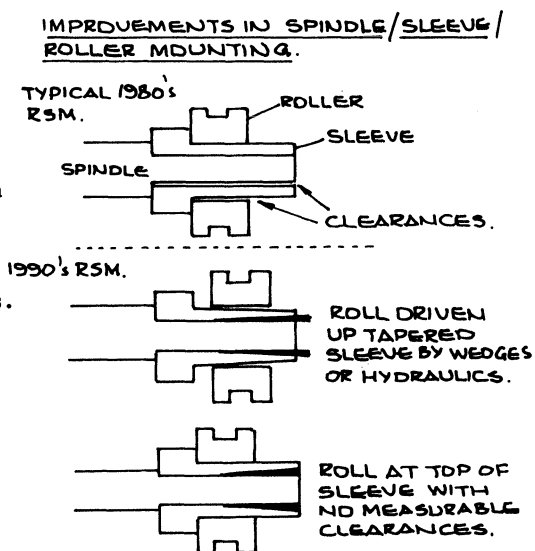 IMPROVEMENTS IN SPINDLE/SLEEVE/
ROLLER MOUNTING.
TYPICAL 1980's
RSM.
ROLLER
SLEEVE
SPINDLE
CLEARANCES.
1990's RSM.
ROLL DRIVEN
UP TAPERED
SLEEVE BY WEDGES
OR HYDRAULICS.
ROLL AT TOP OF
SLEEVE WITH
NO MEASURABLE
CLEARANCES.